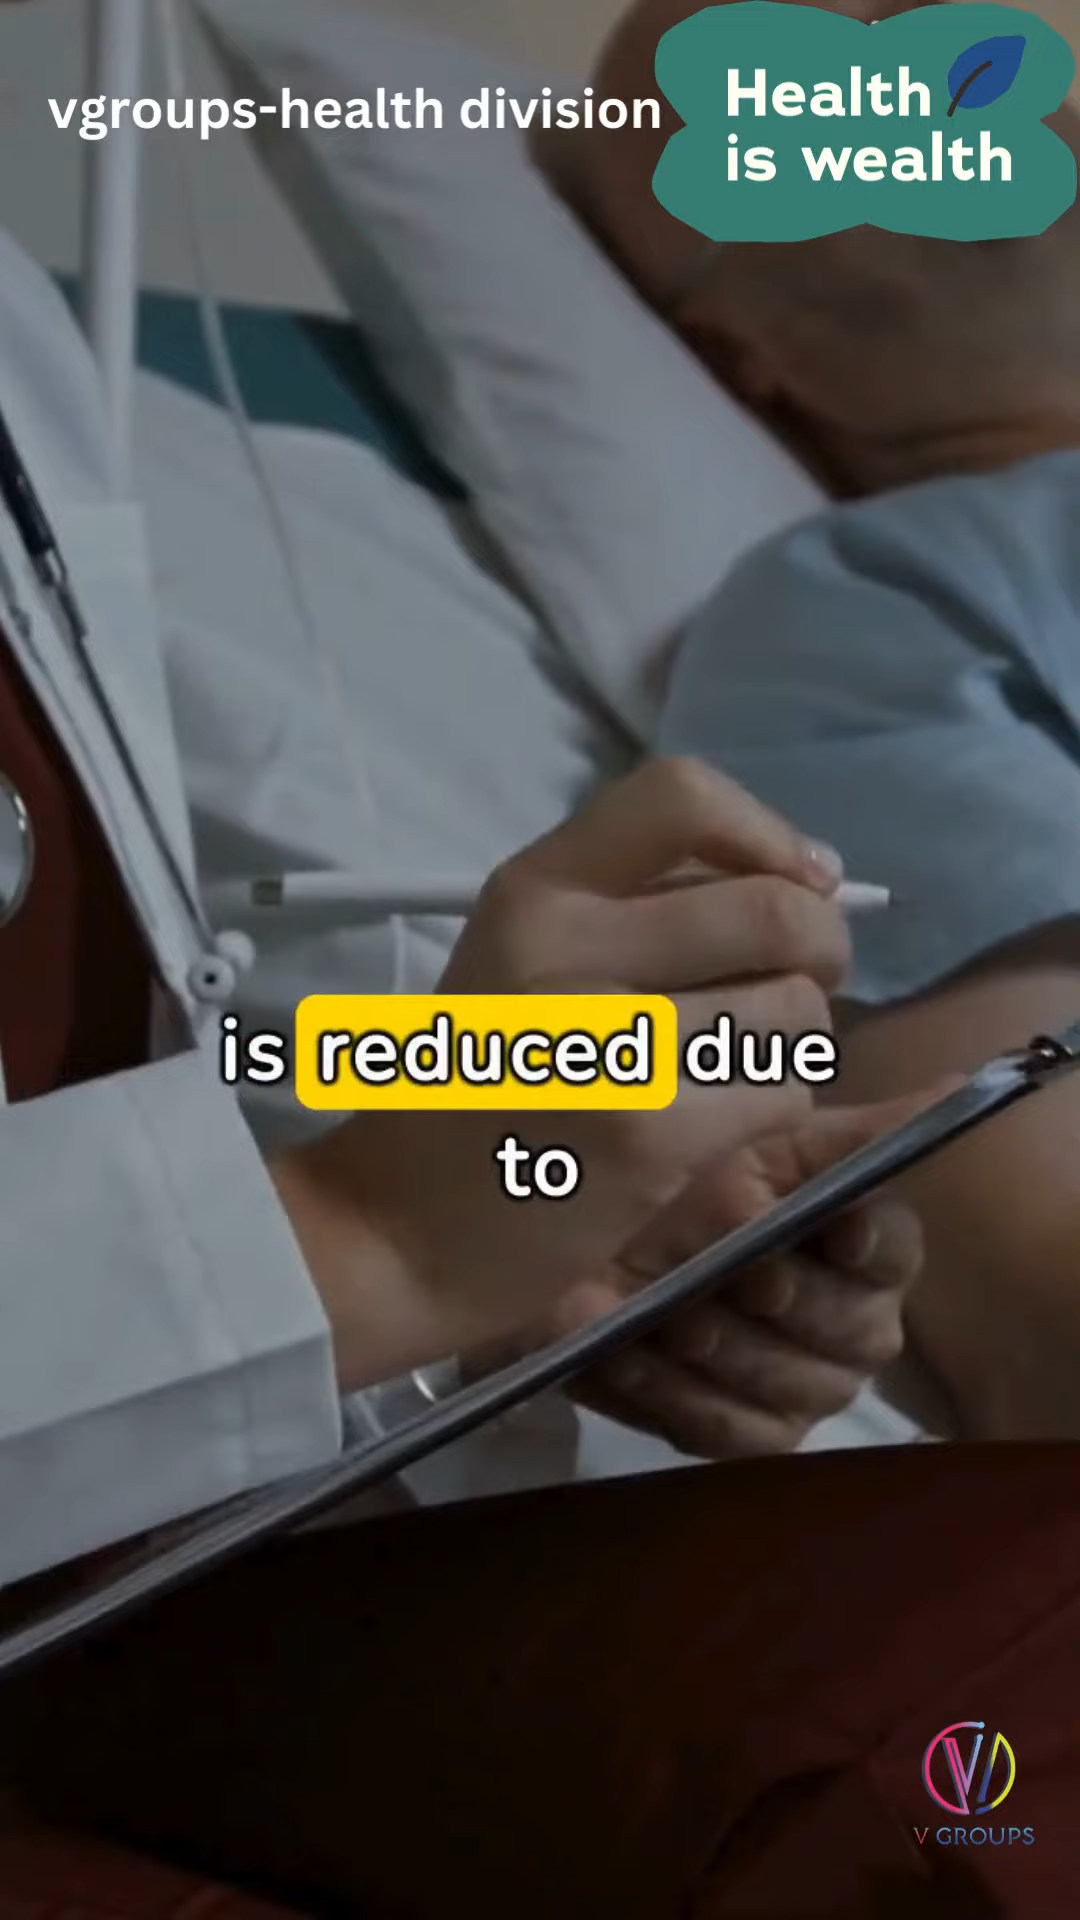 vgroups-health division
Health
is wealth
is reduced due
to
V GROUPS